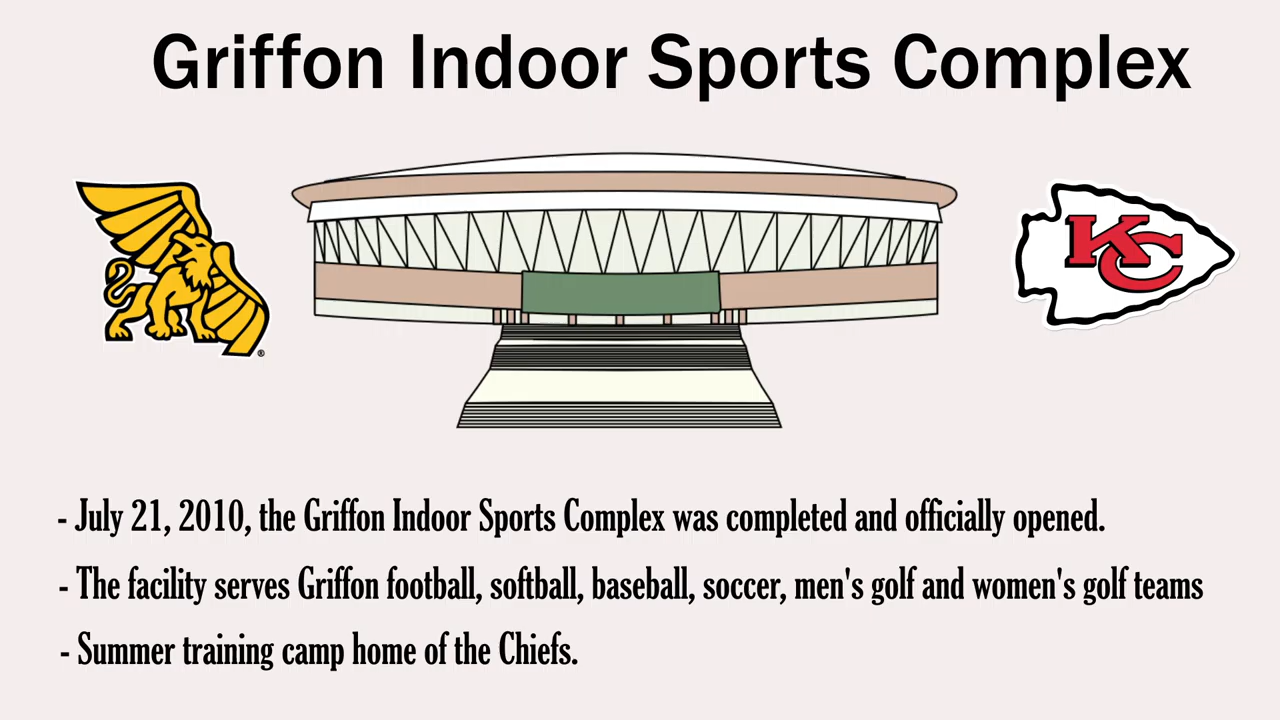 Griffon Indoor Sports Complex
KC
®
- July 21, 2010, the Griffon Indoor Sports Complex was completed and officially opened.
- The facility serves Griffon football, softball, baseball, soccer, men's golf and women's golf teams
- Summer training camp home of the Chiefs.